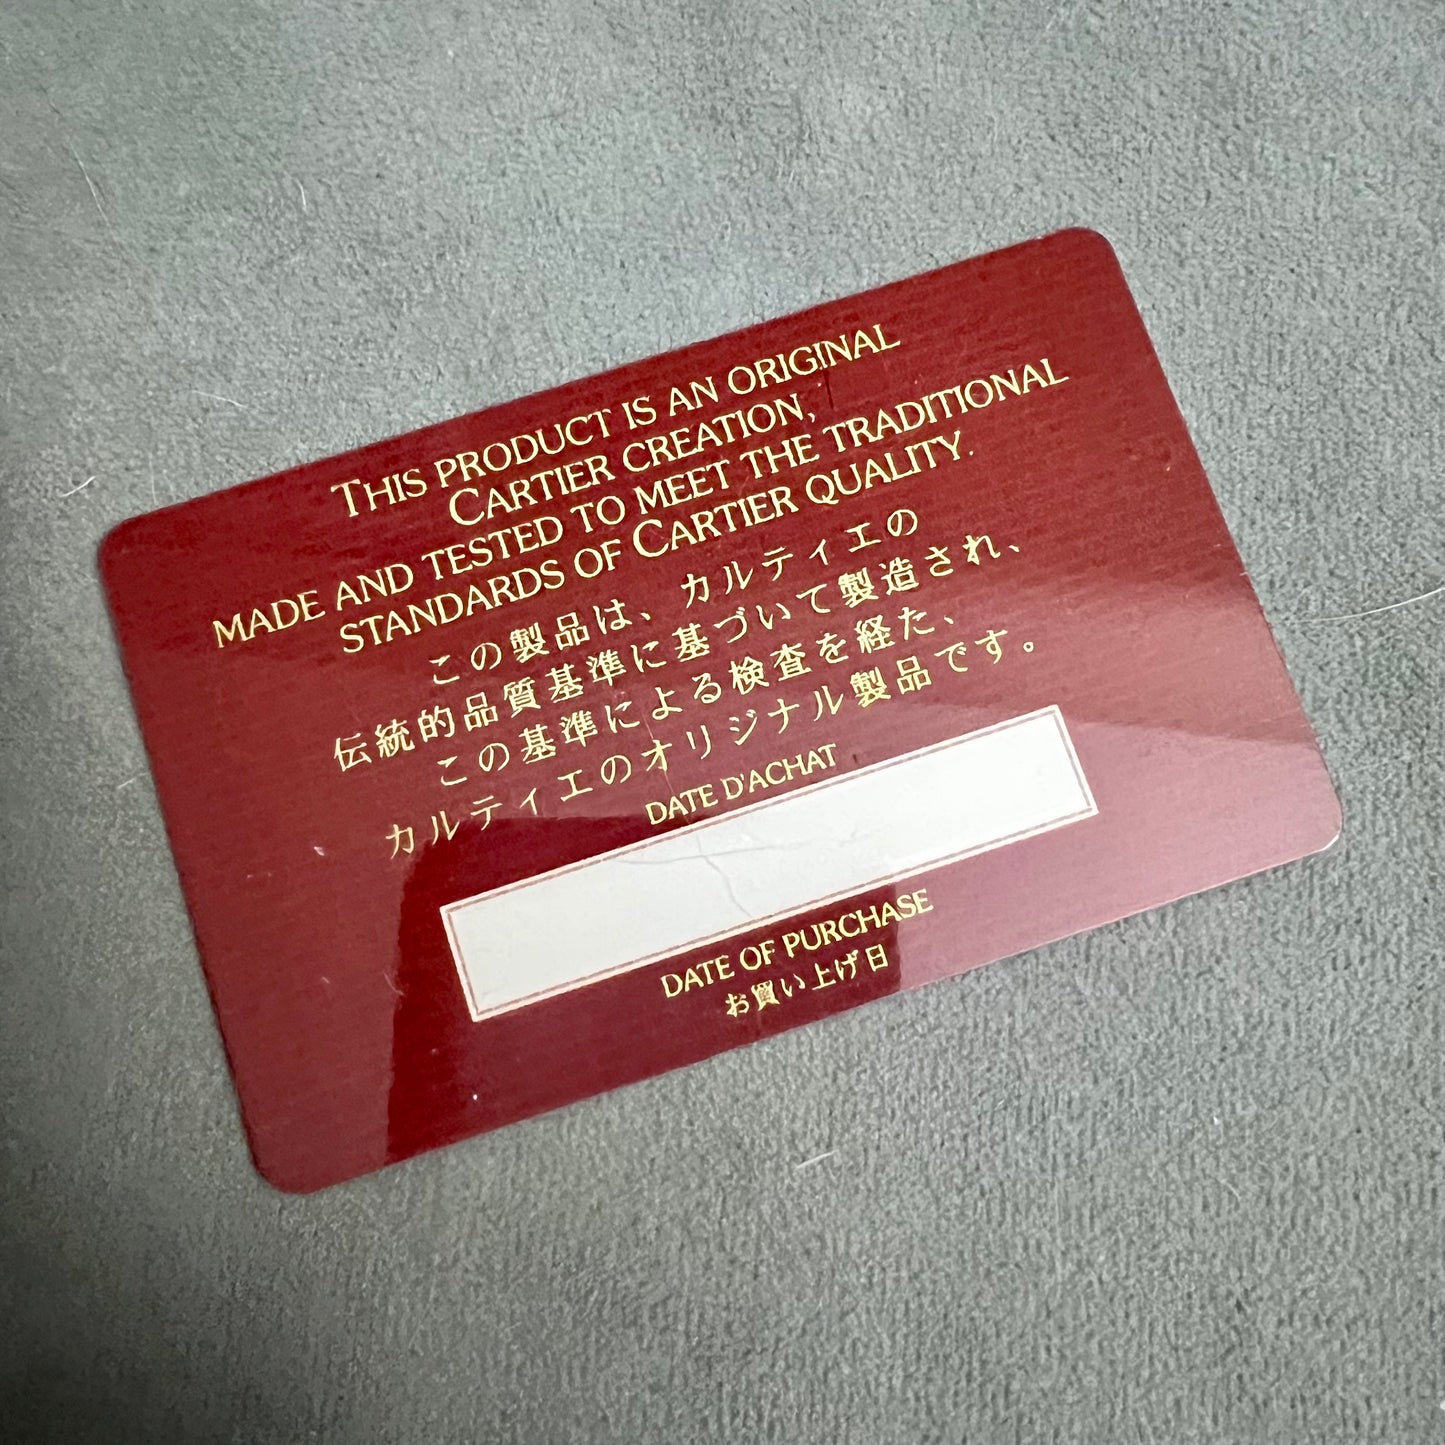 THIS PRODUCT IS AN ORIGINAL
CARTIER CREATION,
MADE AND TESTED TO MEET THE TRADITIONAL
STANDARDS OF CARTIER QUALITY.
この製品は、カルティエの
伝統的品質基準に基づいて製造され、
この基準による検査を経た、
カルティエのオリジナル製品です。
DATE D'ACHAT
DATE OF PURCHASE
お買い上げ日